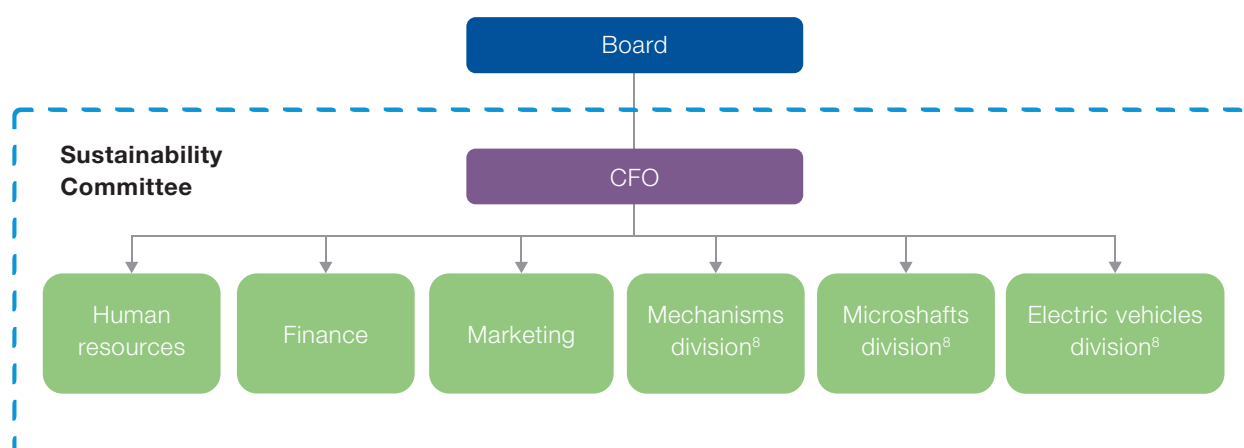 Board
Sustainability
Committee
CFO
Human
resources
Finance
Marketing
Mechanisms
division⁸
Microshafts
division⁸
Electric vehicles
division⁸